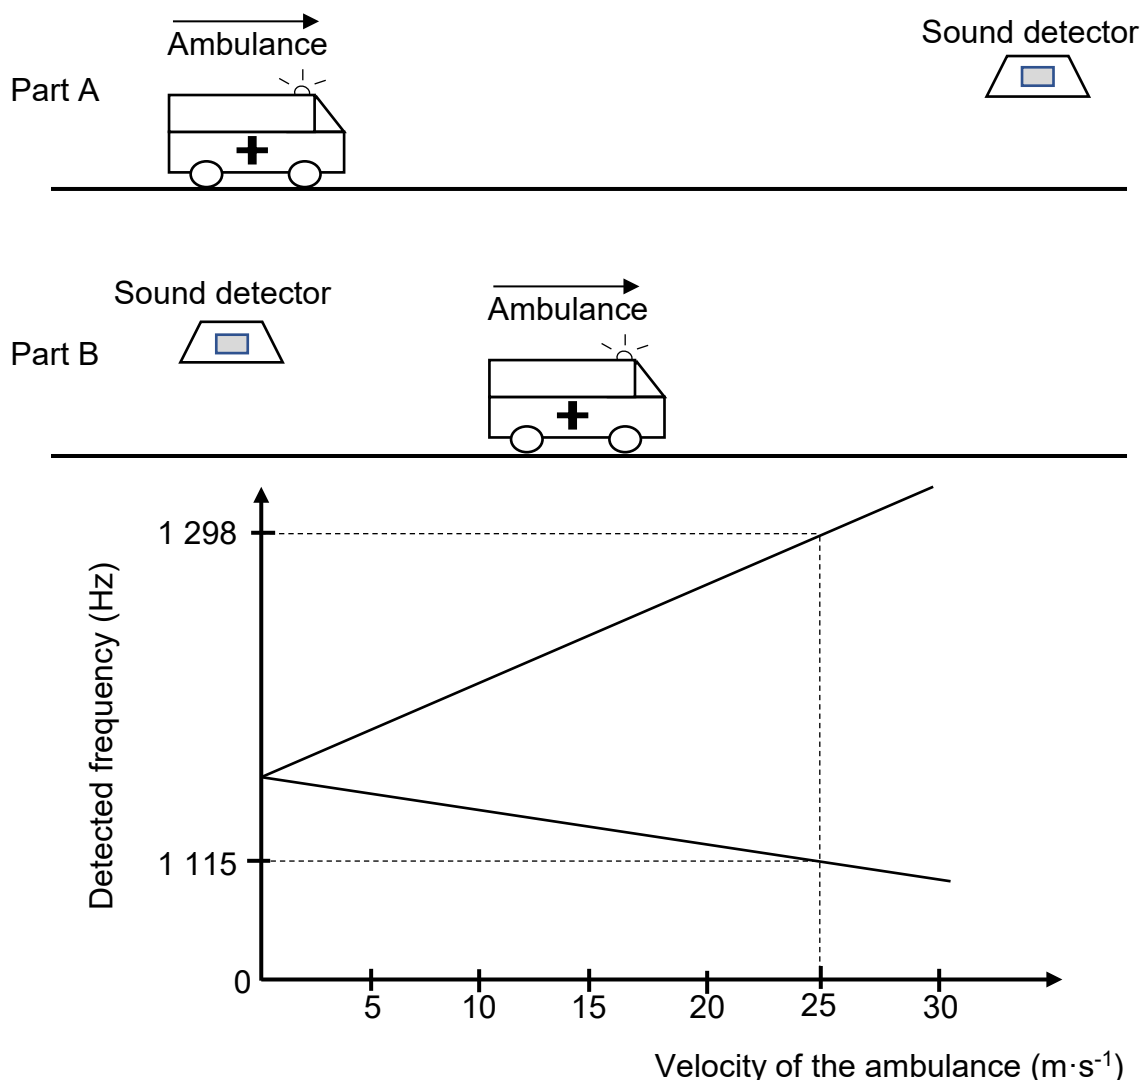 Ambulance
Sound detector
Part A
Sound detector
Ambulance
Part B
1 298
Detected frequency (Hz)
1 115
0
5 10 15 20 25 30
Velocity of the ambulance (m·s⁻¹)